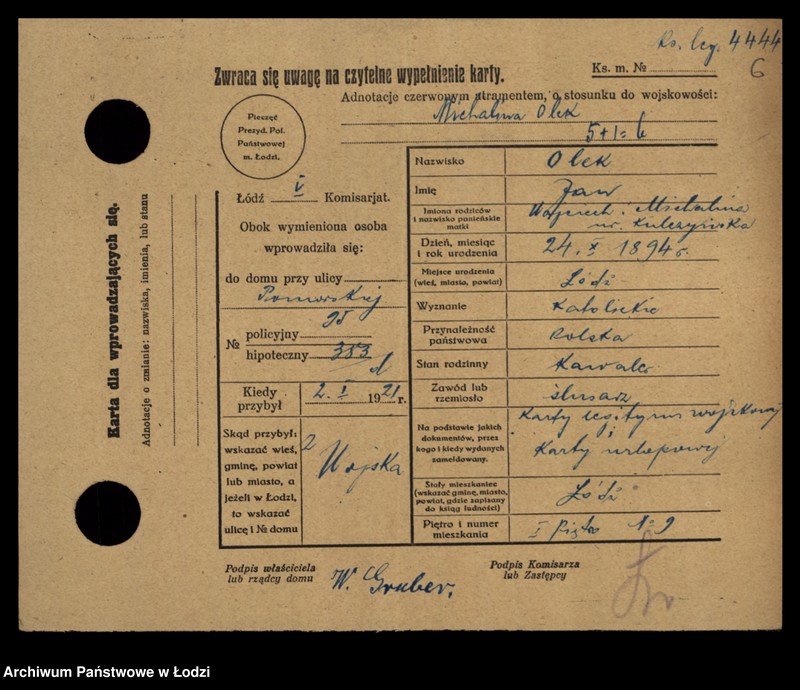 Ks. leg. 4444
6
Zwraca się uwagę na czytelne wypełnienie karty.
Ks. m. №
Adnotacje czerwonym atramentem, o stosunku do wojskowości:
Michalina Olek
5+1=6
Karta dla wprowadzających się.
Adnotacje o zmianie: nazwiska, imienia, lub stanu
Pieczęć
Prezyd. Pol.
Państwowej
m. Łodzi.
Łódź V Komisarjat.
Obok wymieniona osoba
wprowadziła się:
do domu przy ulicy
Pomorskiej
№ policyjny 95
hipoteczny 353 d
Kiedy przybył 2. I 1921 r.
Skąd przybył:
wskazać wieś,
gminę, powiat
lub miasto, a
jeżeli w Łodzi,
to wskazać
ulicę i № domu
z Wojska
Nazwisko Olek
Imię Jan
Imiona rodziców
i nazwisko panieńskie
matki
Wojciech i Michalina
Dzień, miesiąc
i rok urodzenia
24. X 1894 r.
Miejsce urodzenia
(wieś, miasto, powiat)
Łódź
Wyznanie katolickie
Przynależność
państwowa
Polska
Stan rodzinny Kawaler
Zawód lub
rzemiosło
ślusarz
Na podstawie jakich
dokumentów, przez
kogo i kiedy wydanych
zameldowany.
Karty legitym wojskowej
i
Karty urlopowej
Stały mieszkaniec
(wskazać gminę, miasto,
powiat, gdzie zapisany
do ksiąg ludności)
Łódź
Piętro i numer
mieszkania
I piętro № 9
Podpis właściciela
lub rządcy domu
W. Gruber.
Podpis Komisarza
lub Zastępcy
Archiwum Państwowe w Łodzi